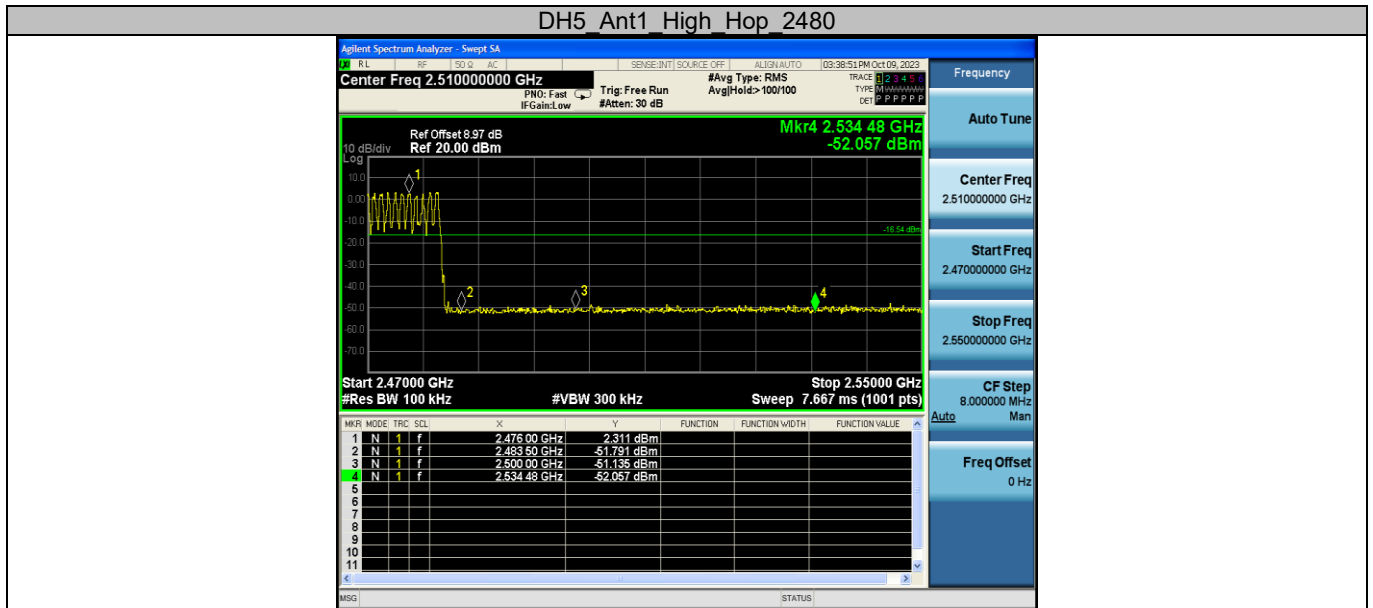 DH5_Ant1_High_Hop_2480
Agilent Spectrum Analyzer - Swept SA
RL RF 50 Ω AC SENSE:INT SOURCE OFF ALIGN AUTO 03:38:51 PM Oct 09, 2023
Center Freq 2.510000000 GHz
PNO: Fast
IFGain:Low
Trig: Free Run
#Atten: 30 dB
#Avg Type: RMS
Avg|Hold:>100/100
TRACE 1 2 3 4 5 6
TYPE M
DET P P P P P P
Ref Offset 8.97 dB
10 dB/div Ref 20.00 dBm
Log
Mkr4 2.534 48 GHz
-52.057 dBm
10.0
0.00
-10.0
-20.0
-30.0
-40.0
-50.0
-60.0
-70.0
1
2
3
4
-16.54 dBm
Start 2.47000 GHz Stop 2.55000 GHz
#Res BW 100 kHz #VBW 300 kHz Sweep 7.667 ms (1001 pts)
MKR MODE TRC SCL X Y FUNCTION FUNCTION WIDTH FUNCTION VALUE
1 N 1 f 2.476 00 GHz 2.311 dBm
2 N 1 f 2.483 50 GHz -51.791 dBm
3 N 1 f 2.500 00 GHz -51.135 dBm
4 N 1 f 2.534 48 GHz -52.057 dBm
5
6
7
8
9
10
11
MSG STATUS
Frequency
Auto Tune
Center Freq
2.510000000 GHz
Start Freq
2.470000000 GHz
Stop Freq
2.550000000 GHz
CF Step
8.000000 MHz
Auto Man
Freq Offset
0 Hz